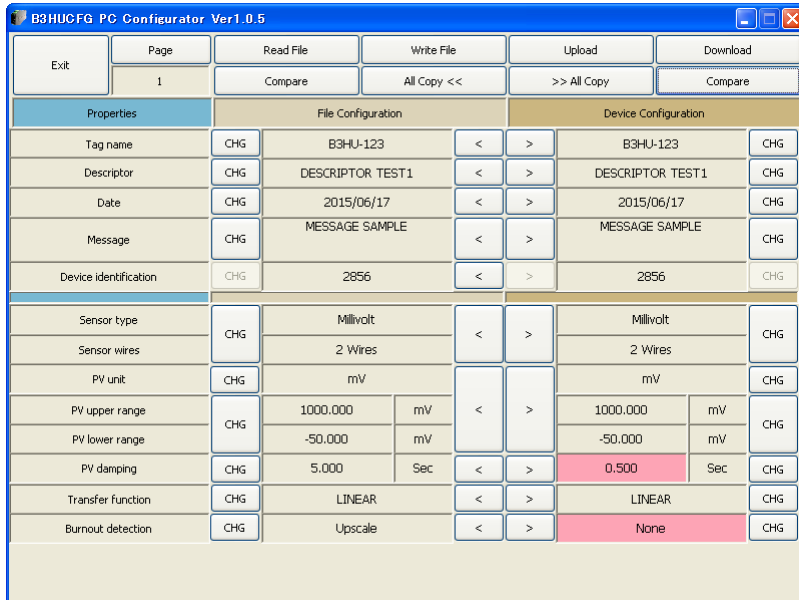 B3HUCFG PC Configurator Ver1.0.5
Exit Page Read File Write File Upload Download
1 Compare All Copy << >> All Copy Compare
Properties File Configuration Device Configuration
Tag name CHG B3HU-123 < > B3HU-123 CHG
Descriptor CHG DESCRIPTOR TEST1 < > DESCRIPTOR TEST1 CHG
Date CHG 2015/06/17 < > 2015/06/17 CHG
Message CHG MESSAGE SAMPLE < > MESSAGE SAMPLE CHG
Device identification CHG 2856 < > 2856 CHG
Sensor type CHG Millivolt < > Millivolt CHG
Sensor wires 2 Wires 2 Wires
PV unit CHG mV < > mV CHG
PV upper range CHG 1000.000 mV 1000.000 mV CHG
PV lower range -50.000 mV -50.000 mV
PV damping CHG 5.000 Sec < > 0.500 Sec CHG
Transfer function CHG LINEAR < > LINEAR CHG
Burnout detection CHG Upscale < > None CHG